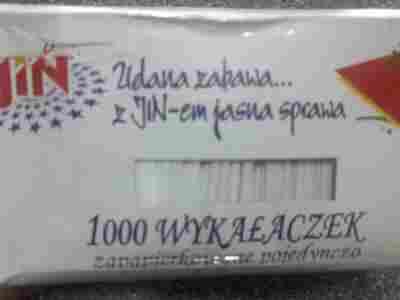 JIN
Udana zabawa...
z JIN-em jasna sprawa
1000 WYKAŁACZEK
pojedynczo